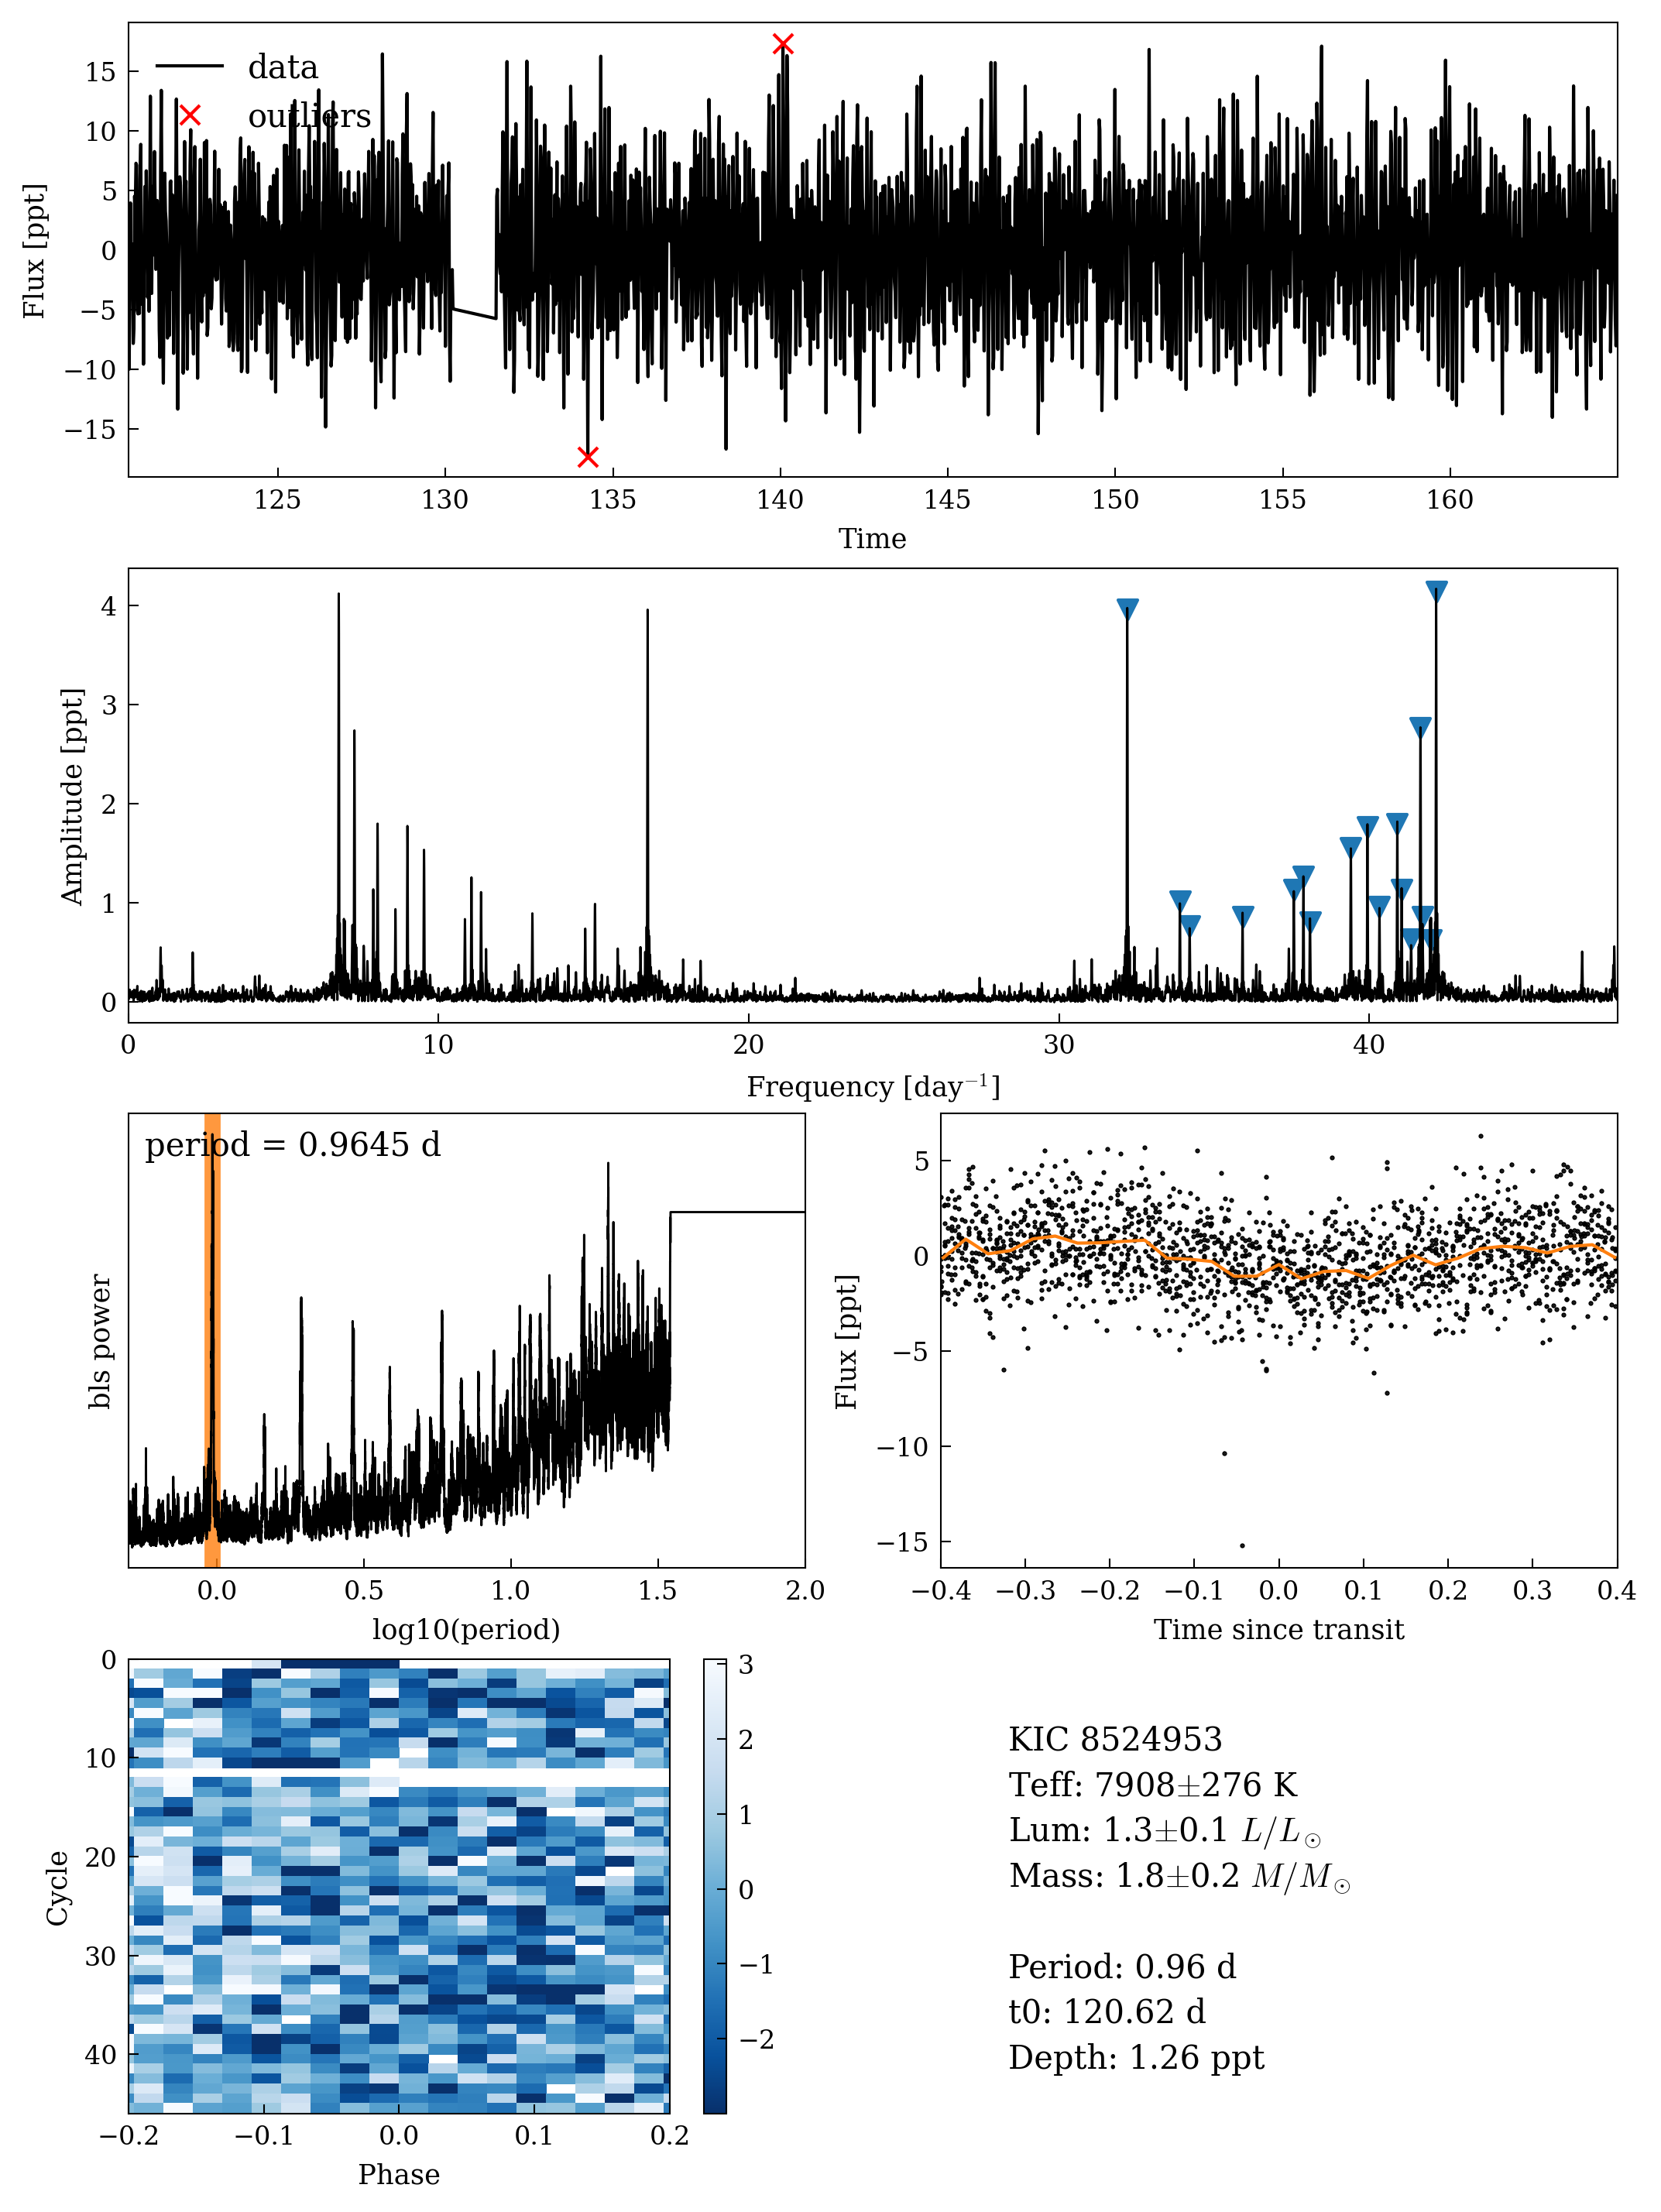 data
outliers
15
10
5
0
−5
−10
−15
Flux [ppt]
125 130 135 140 145 150 155 160
Time
4
3
2
1
0
Amplitude [ppt]
0 10 20 30 40
Frequency [day⁻¹]
period = 0.9645 d
bls power
0.0 0.5 1.0 1.5 2.0
log10(period)
5
0
−5
−10
−15
Flux [ppt]
−0.4 −0.3 −0.2 −0.1 0.0 0.1 0.2 0.3 0.4
Time since transit
0
10
20
30
40
Cycle
−0.2 −0.1 0.0 0.1 0.2
Phase
3
2
1
0
−1
−2
KIC 8524953
Teff: 7908±276 K
Lum: 1.3±0.1 L/L⊙
Mass: 1.8±0.2 M/M⊙
Period: 0.96 d
t0: 120.62 d
Depth: 1.26 ppt